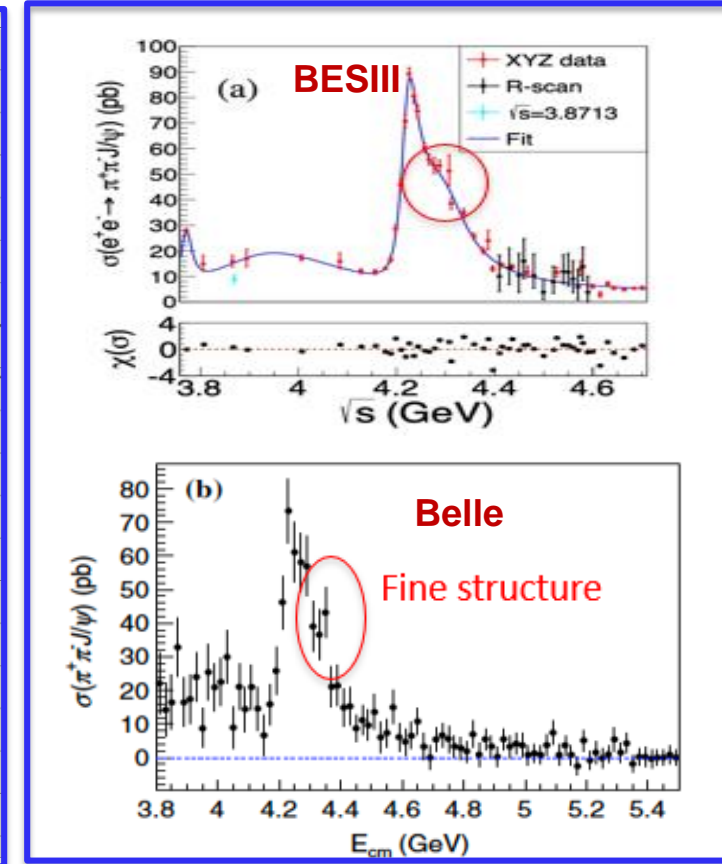 100
90
80
70
60
50
40
30
20
10
0
σ(e⁺e⁻→ π⁺π⁻J/ψ) (pb)
(a)
BESIII
XYZ data
R-scan
√s=3.8713
Fit
4
0
-4
χ(σ)
3.8 4 4.2 4.4 4.6
√s (GeV)
80
70
60
50
40
30
20
10
0
σ(π⁺π⁻J/ψ) (pb)
(b)
Belle
Fine structure
3.8 4 4.2 4.4 4.6 4.8 5 5.2 5.4
E_cm (GeV)